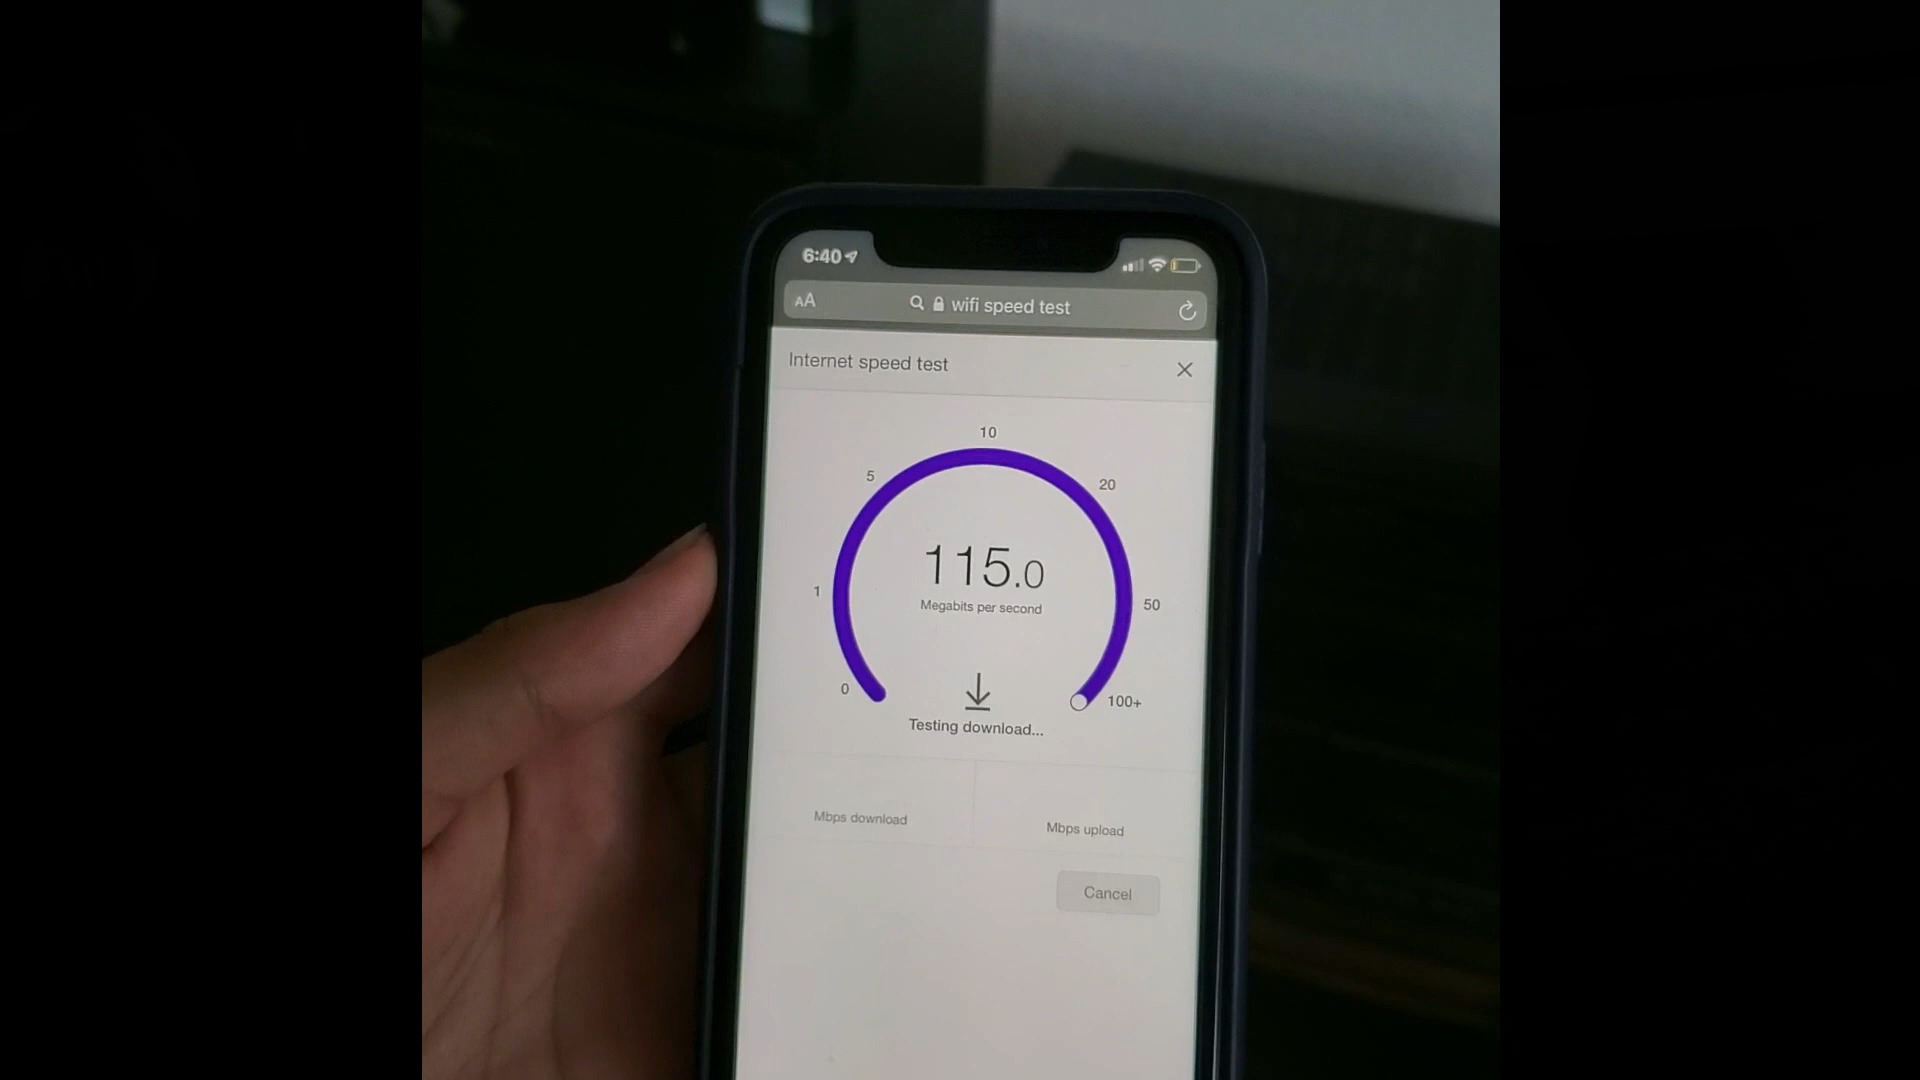 6:40
AA wifi speed test
Internet speed test
10
5
20
115.0
Megabits per second
1
50
0
100+
Testing download...
Mbps download
Mbps upload
Cancel